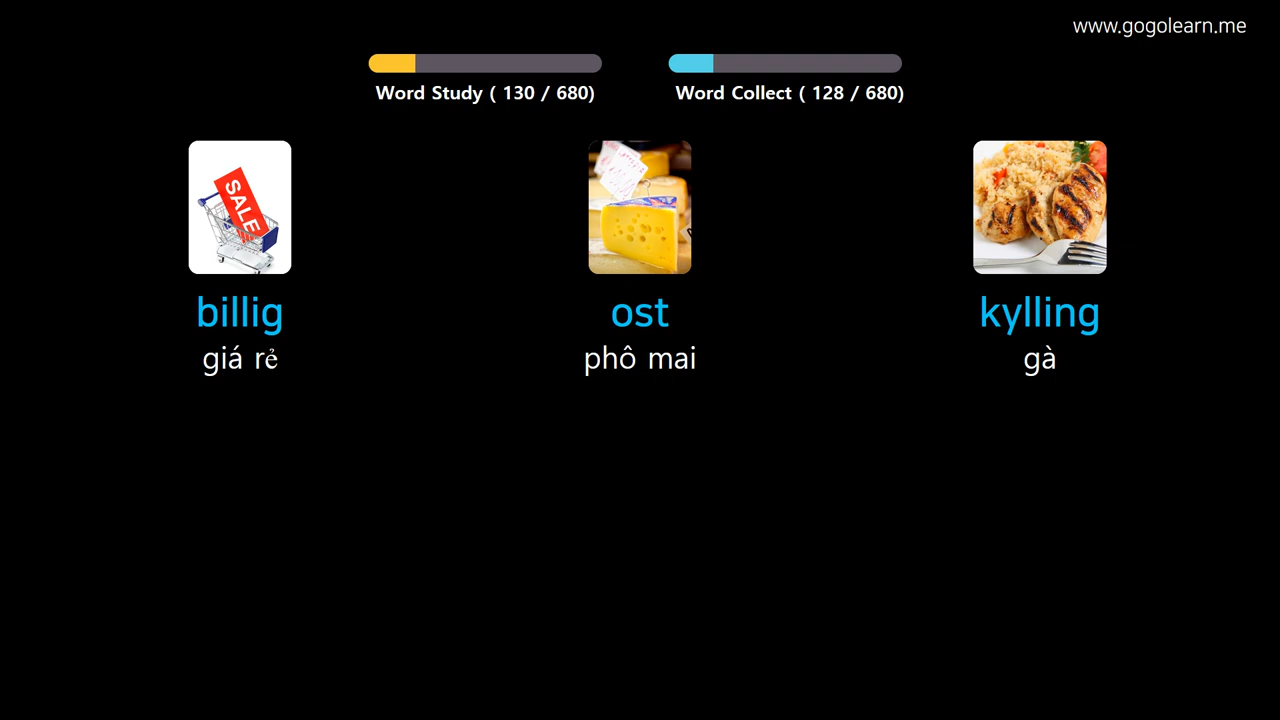 www.gogolearn.me
Word Study ( 130 / 680)
Word Collect ( 128 / 680)
SALE
billig
ost
kylling
giá rẻ
phô mai
gà